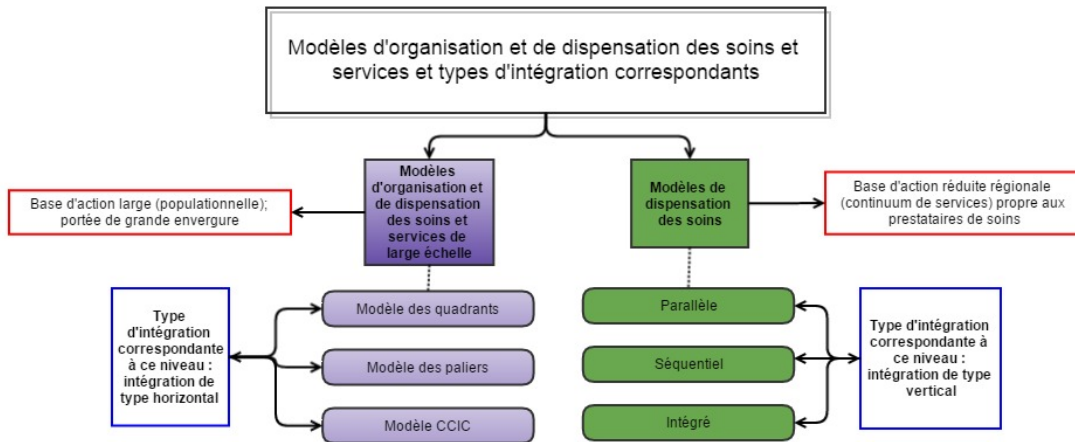 Modèles d'organisation et de dispensation des soins et
services et types d'intégration correspondants
Modèles
d'organisation et
de dispensation
des soins et
services de
large échelle
Modèles de
dispensation
des soins
Base d'action large (populationnelle);
portée de grande envergure
Base d'action réduite régionale
(continuum de services) propre aux
prestataires de soins
Type
d'intégration
correspondante
à ce niveau :
intégration de
type horizontal
Modèle des quadrants
Modèle des paliers
Modèle CCIC
Parallèle
Séquentiel
Intégré
Type d'intégration
correspondante à
ce niveau :
intégration de type
vertical